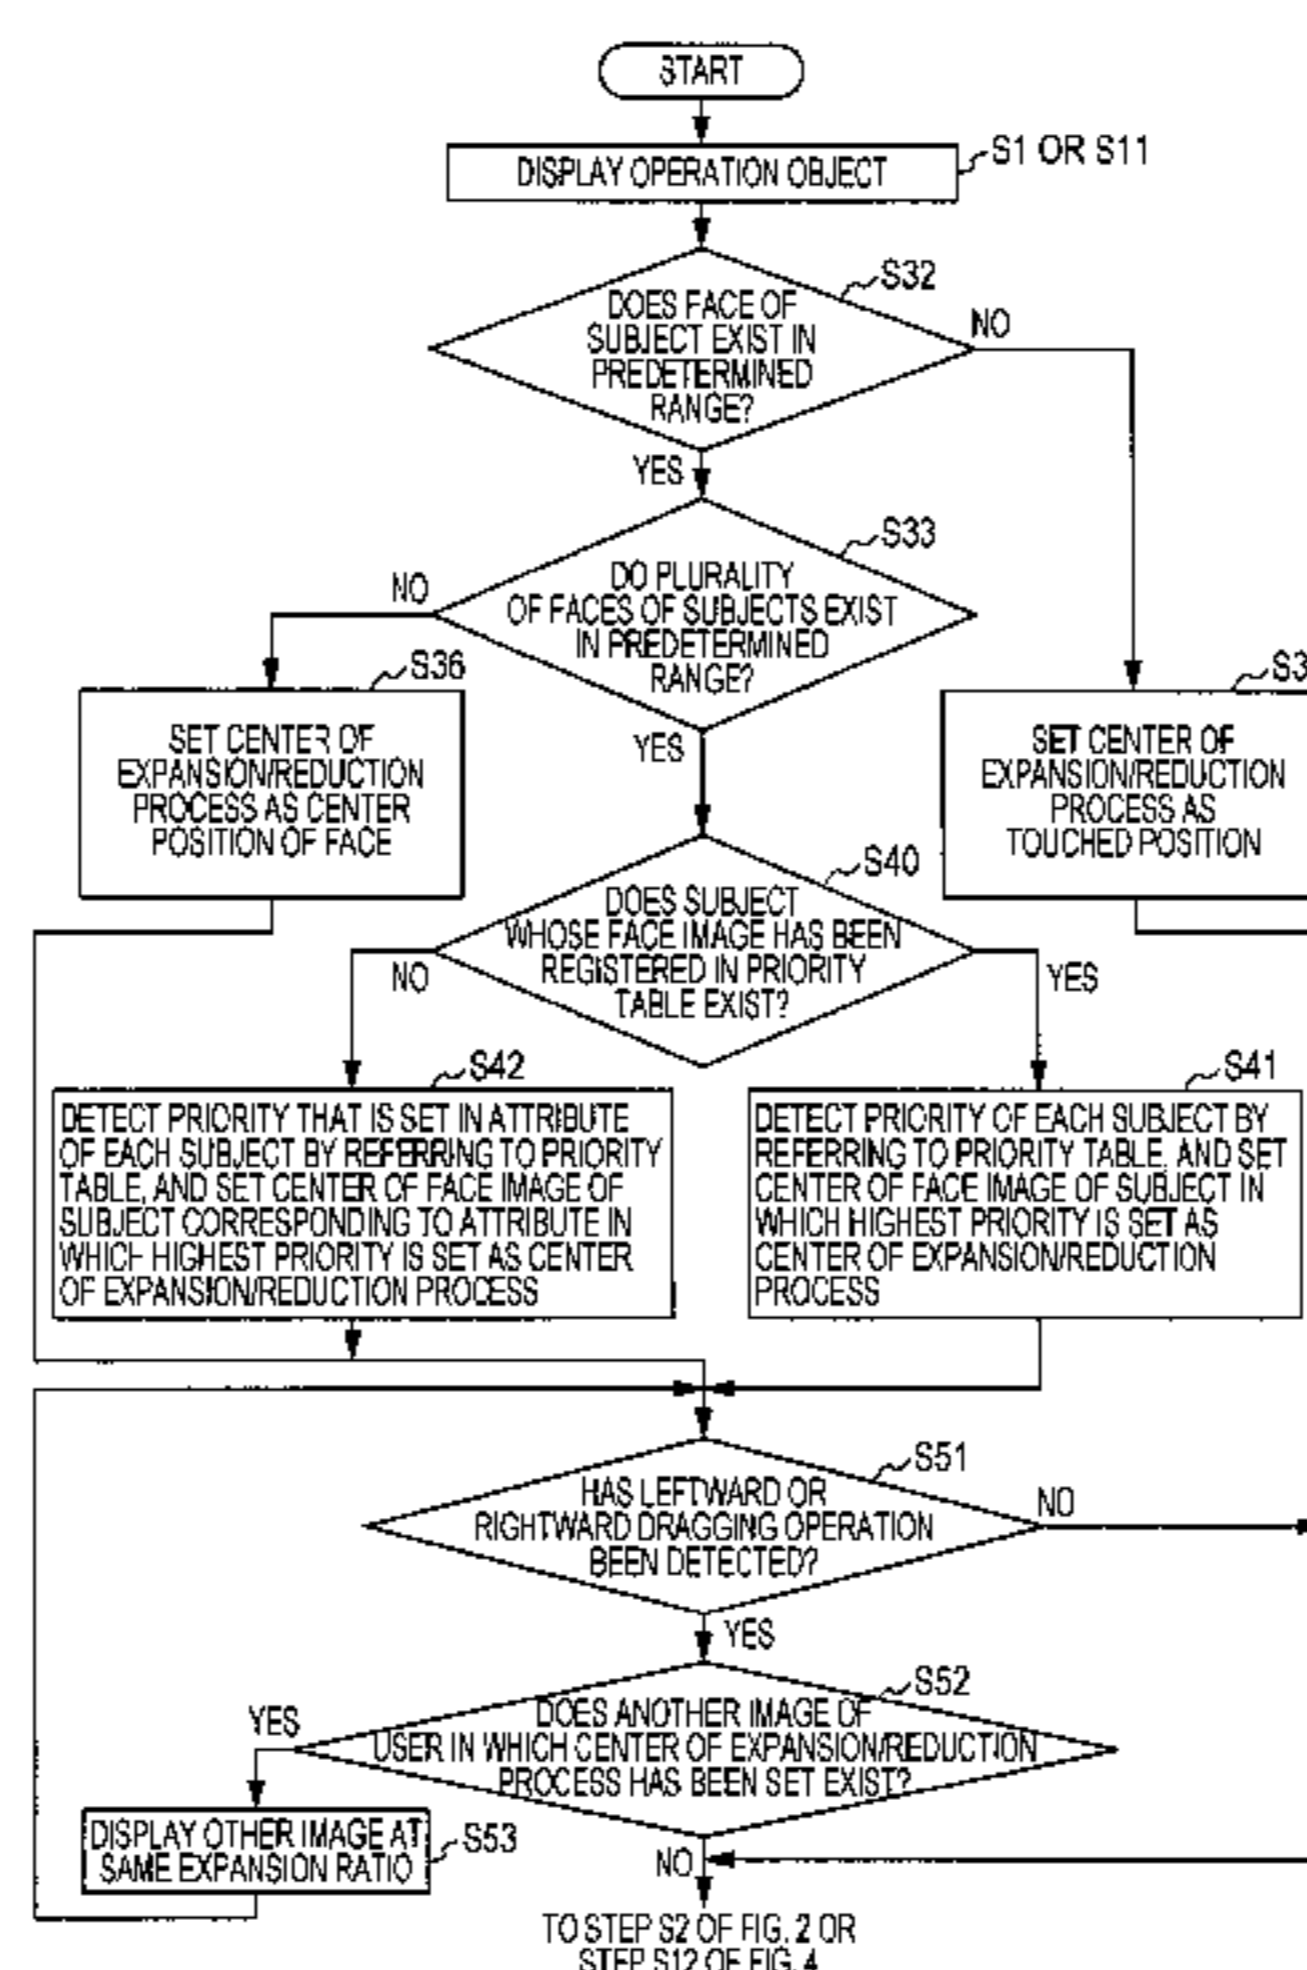 START
DISPLAY OPERATION OBJECT
S1 OR S11
S32
DOES FACE OF
SUBJECT EXIST IN
PREDETERMINED
RANGE?
NO
YES
S33
DO PLURALITY
OF FACES OF SUBJECTS EXIST
IN PREDETERMINED
RANGE?
NO
YES
S36
SET CENTER OF
EXPANSION/REDUCTION
PROCESS AS CENTER
POSITION OF FACE
SET CENTER OF
EXPANSION/REDUCTION
PROCESS AS
TOUCHED POSITION
S40
DOES SUBJECT
WHOSE FACE IMAGE HAS BEEN
REGISTERED IN PRIORITY
TABLE EXIST?
NO
YES
S42
DETECT PRIORITY THAT IS SET IN ATTRIBUTE
OF EACH SUBJECT BY REFERRING TO PRIORITY
TABLE, AND SET CENTER OF FACE IMAGE OF
SUBJECT CORRESPONDING TO ATTRIBUTE IN
WHICH HIGHEST PRIORITY IS SET AS CENTER
OF EXPANSION/REDUCTION PROCESS
S41
DETECT PRIORITY OF EACH SUBJECT BY
REFERRING TO PRIORITY TABLE, AND SET
CENTER OF FACE IMAGE OF SUBJECT IN
WHICH HIGHEST PRIORITY IS SET AS
CENTER OF EXPANSION/REDUCTION
PROCESS
S51
HAS LEFTWARD OR
RIGHTWARD DRAGGING OPERATION
BEEN DETECTED?
NO
YES
S52
DOES ANOTHER IMAGE OF
USER IN WHICH CENTER OF EXPANSION/REDUCTION
PROCESS HAS BEEN SET EXIST?
YES
DISPLAY OTHER IMAGE AT
SAME EXPANSION RATIO
S53
NO
TO STEP S2 OF FIG. 2 OR
STEP S12 OF FIG. 4